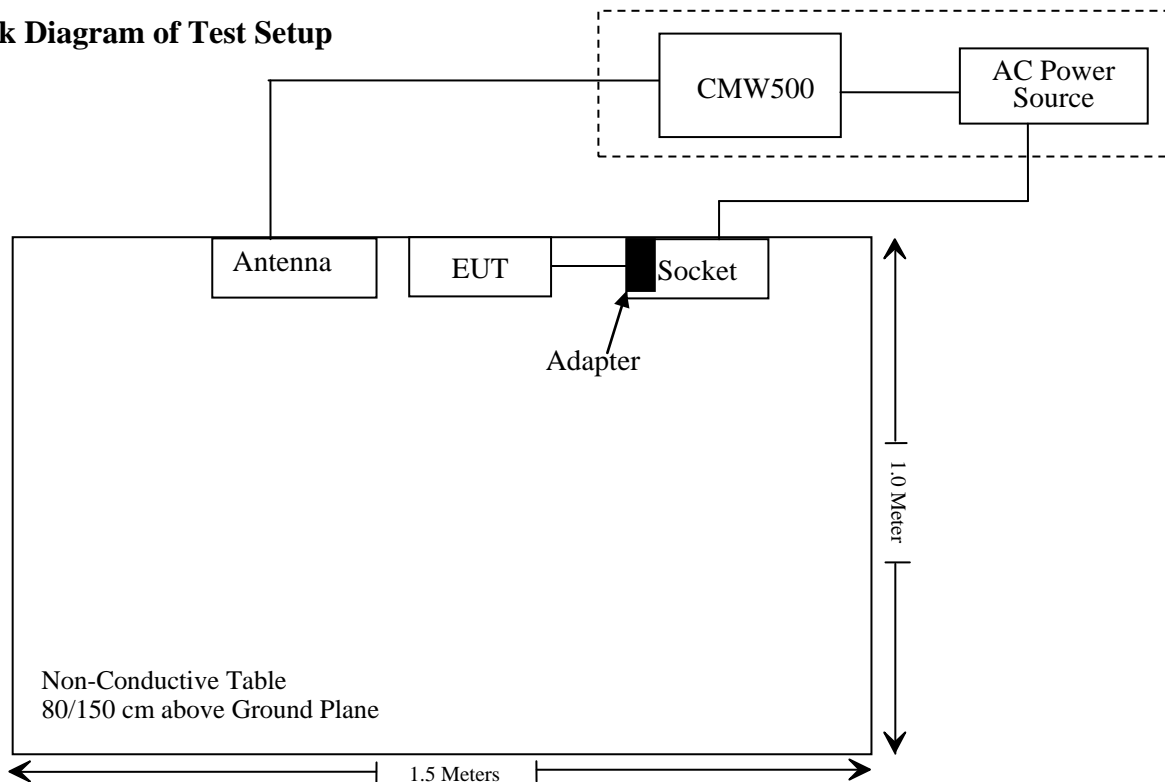 k Diagram of Test Setup
CMW500
AC Power
Source
Antenna
EUT
Socket
Adapter
1.0 Meter
Non-Conductive Table
80/150 cm above Ground Plane
1.5 Meters